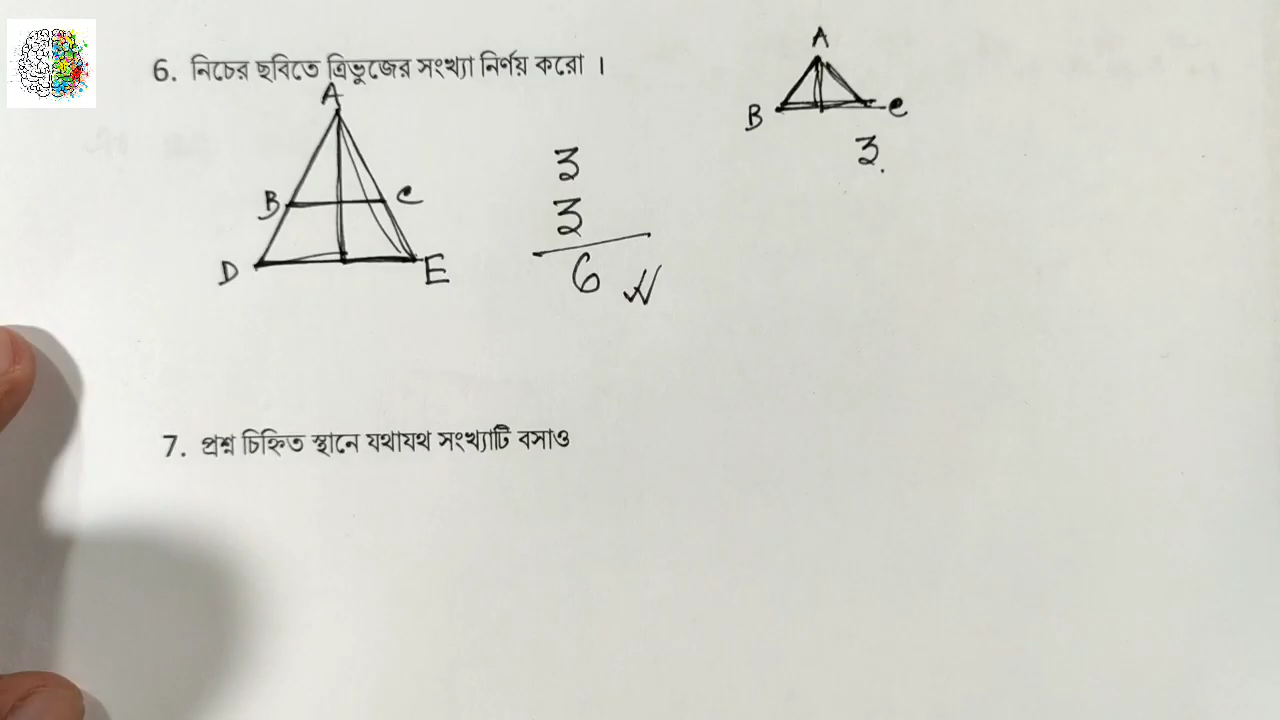 6. নিচের ছবিতে ত্রিভুজের সংখ্যা নির্ণয় করো ।
A
B
C
D
E
3
3
6
A
B
C
3.
7. প্রশ্ন চিহ্নিত স্থানে যথাযথ সংখ্যাটি বসাও